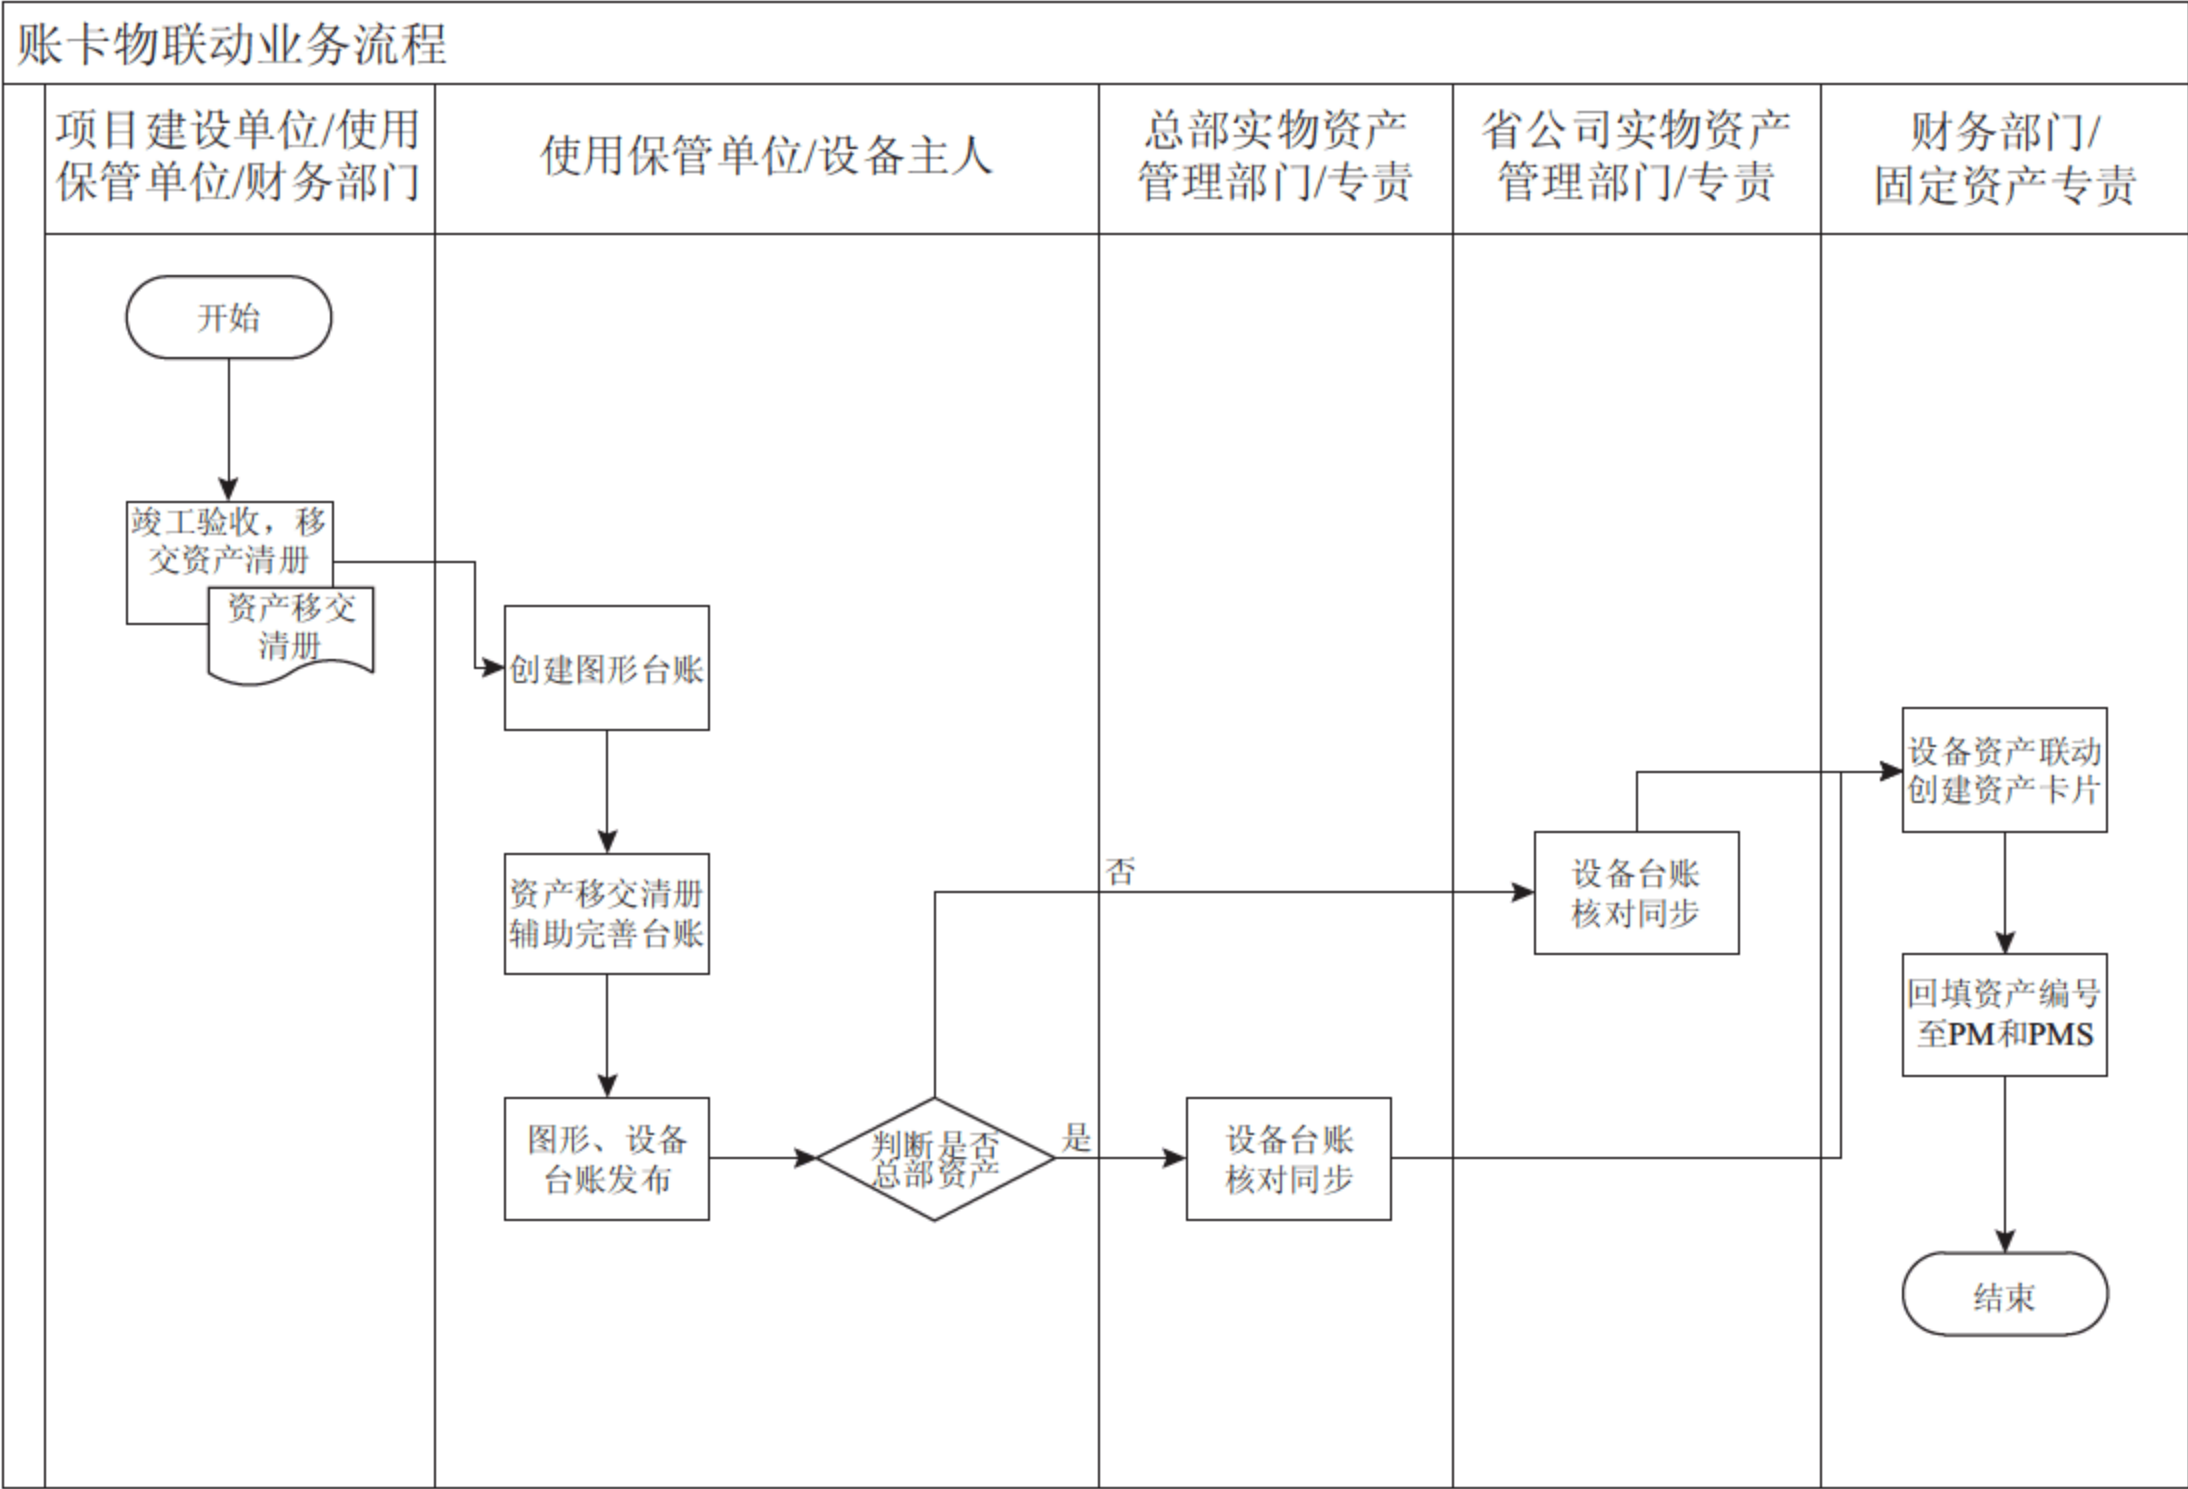 账卡物联动业务流程
项目建设单位/使用
保管单位/财务部门
使用保管单位/设备主人
总部实物资产
管理部门/专责
省公司实物资产
管理部门/专责
财务部门/
固定资产专责
开始
竣工验收，移
交资产清册
资产移交
清册
创建图形台账
资产移交清册
辅助完善台账
图形、设备
台账发布
判断是否
总部资产
是
否
设备台账
核对同步
设备台账
核对同步
设备资产联动
创建资产卡片
回填资产编号
至PM和PMS
结束